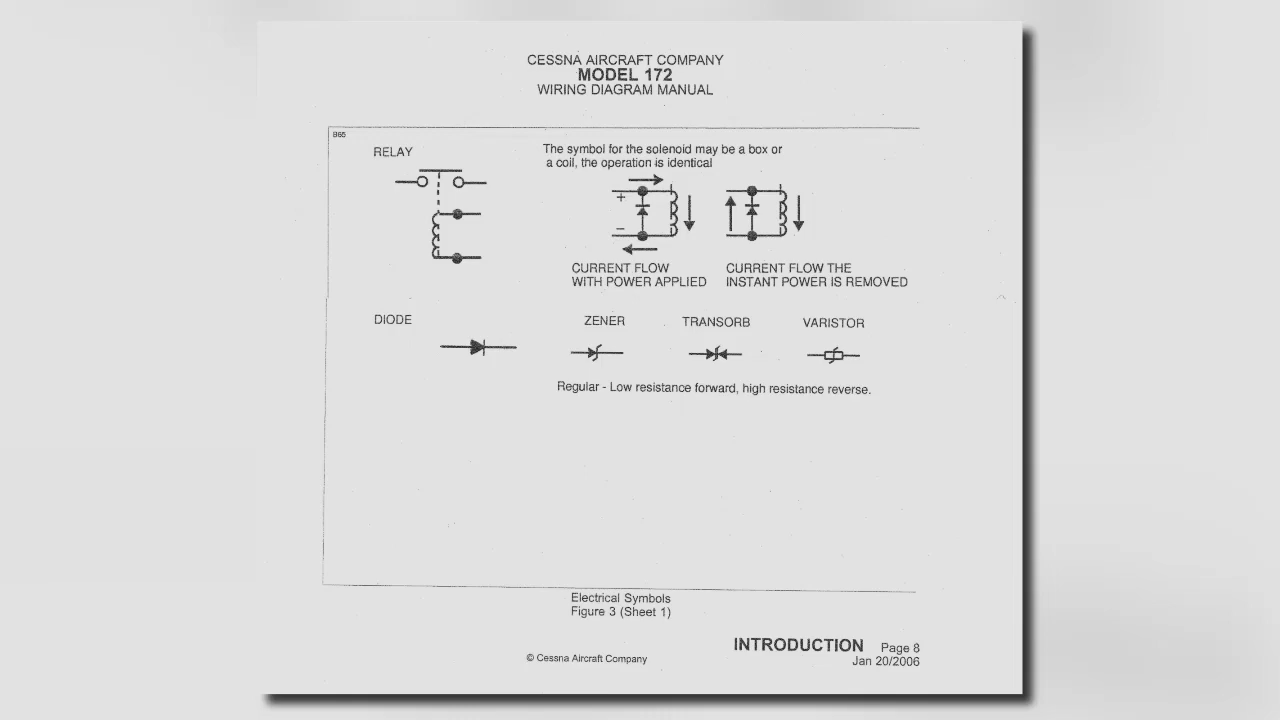 CESSNA AIRCRAFT COMPANY
MODEL 172
WIRING DIAGRAM MANUAL
B65
RELAY
The symbol for the solenoid may be a box or
a coil, the operation is identical
+
−
CURRENT FLOW
WITH POWER APPLIED
CURRENT FLOW THE
INSTANT POWER IS REMOVED
DIODE
ZENER
TRANSORB
VARISTOR
Regular - Low resistance forward, high resistance reverse.
Electrical Symbols
Figure 3 (Sheet 1)
INTRODUCTION Page 8
© Cessna Aircraft Company
Jan 20/2006